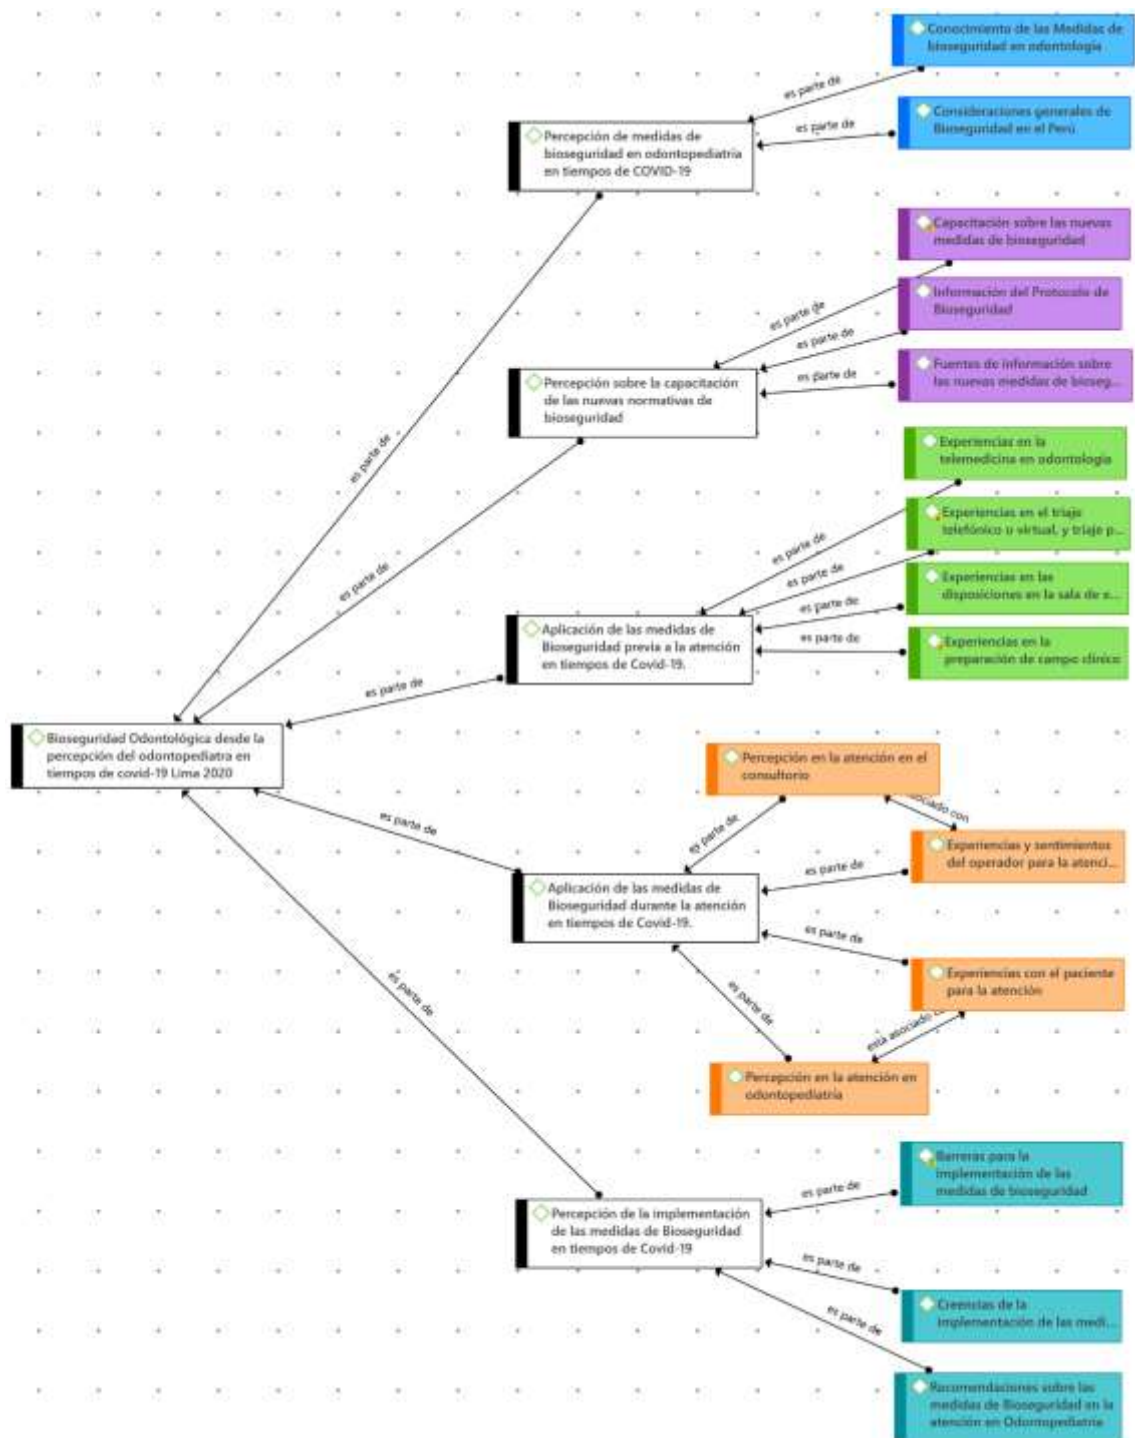 Conocimiento de las Medidas de
bioseguridad en odontología
es parte de
es parte de
Consideraciones generales de
Bioseguridad en el Perú
Percepción de medidas de
bioseguridad en odontopediatría
en tiempos de COVID-19
Capacitación sobre las nuevas
medidas de bioseguridad
Información del Protocolo de
Bioseguridad
es parte de
es parte de
es parte de
Fuentes de información sobre
las nuevas medidas de bioseg...
Percepción sobre la capacitación
de las nuevas normativas de
bioseguridad
es parte de
Experiencias en la
telemedicina en odontología
Experiencias en el triaje
telefónico o virtual, y triaje p...
es parte de
es parte de
es parte de
Experiencias en las
disposiciones en la sala de e...
es parte de
es parte de
Experiencias en la
preparación de campo clínico
Aplicación de las medidas de
Bioseguridad previa a la atención
en tiempos de Covid-19.
es parte de
Bioseguridad Odontológica desde la
percepción del odontopediatra en
tiempos de covid-19 Lima 2020
Percepción en la atención en el
consultorio
ociado con
es parte de
es parte de
Experiencias y sentimientos
del operador para la atenci...
es parte de
Aplicación de las medidas de
Bioseguridad durante la atención
en tiempos de Covid-19.
es parte de
Experiencias con el paciente
para la atención
es parte de
es parte de
está asociado c
Percepción en la atención en
odontopediatría
Barreras para la
implementación de las
medidas de bioseguridad
es parte de
Percepción de la implementación
de las medidas de Bioseguridad
en tiempos de Covid-19
es parte de
Creencias de la
implementación de las medi...
es parte de
Recomendaciones sobre las
medidas de Bioseguridad en la
atención en Odontopediatría